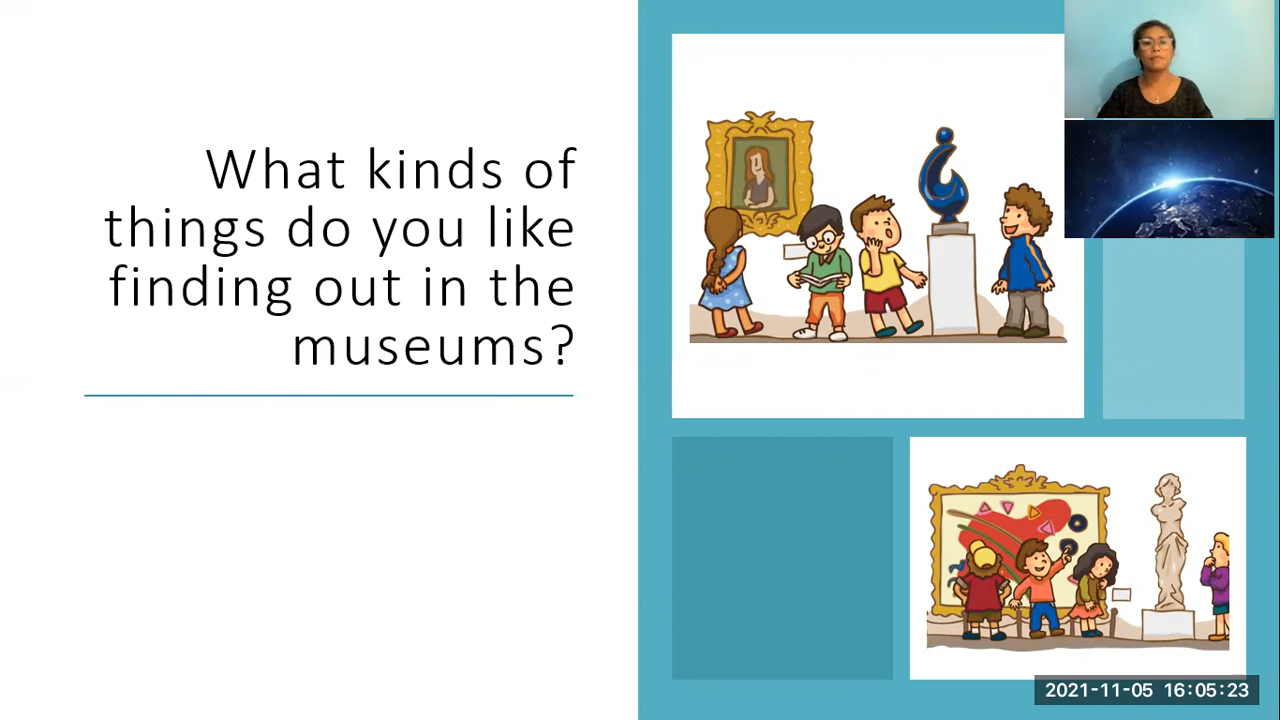 What kinds of
things do you like
finding out in the
museums?
2021-11-05 16:05:23